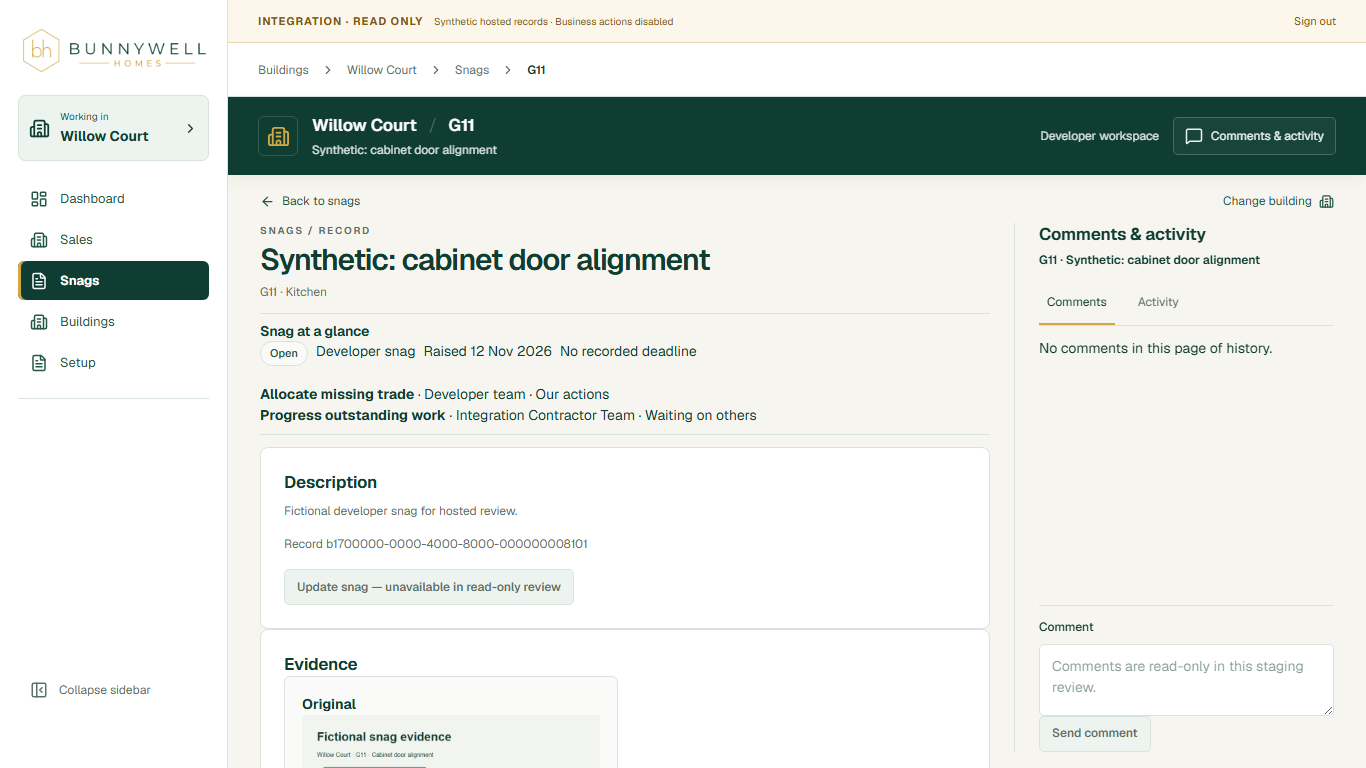 bh BUNNYWELL
HOMES
Working in
Willow Court
Dashboard
Sales
Snags
Buildings
Setup
Collapse sidebar
INTEGRATION · READ ONLY Synthetic hosted records · Business actions disabled Sign out
Buildings Willow Court Snags G11
Willow Court / G11
Synthetic: cabinet door alignment
Developer workspace Comments & activity
Back to snags Change building
SNAGS / RECORD
Synthetic: cabinet door alignment
G11 · Kitchen
Snag at a glance
Open Developer snag Raised 12 Nov 2026 No recorded deadline
Allocate missing trade · Developer team · Our actions
Progress outstanding work · Integration Contractor Team · Waiting on others
Description
Fictional developer snag for hosted review.
Record b1700000-0000-4000-8000-000000008101
Update snag — unavailable in read-only review
Evidence
Original
Fictional snag evidence
Willow Court · G11 · Cabinet door alignment
Comments & activity
G11 · Synthetic: cabinet door alignment
Comments Activity
No comments in this page of history.
Comment
Comments are read-only in this staging
review.
Send comment